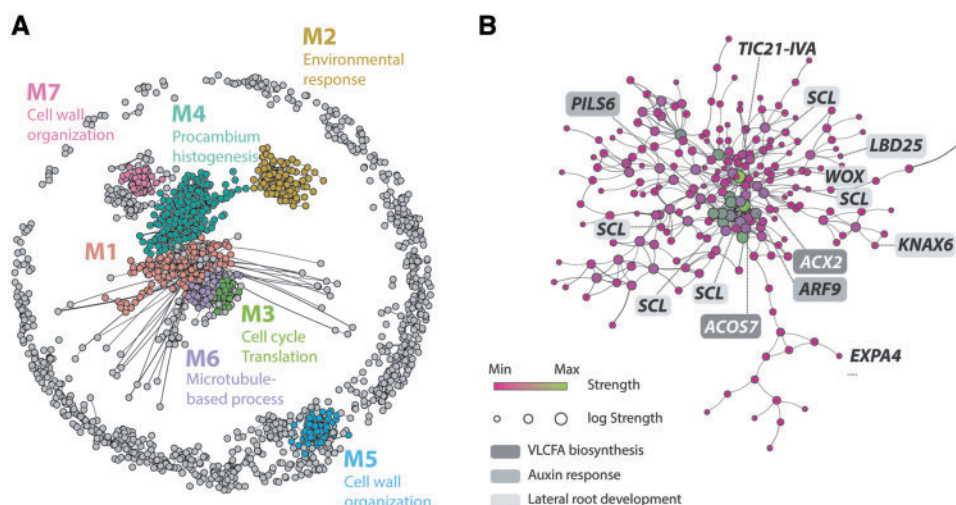 A
M2
Environmental
response
M7
Cell wall
organization
M4
Procambium
histogenesis
M1
M3
Cell cycle
Translation
M6
Microtubule-
based process
M5
Cell wall
organization
B
TIC21-IVA
PILS6
SCL
LBD25
WOX
SCL
SCL
KNAX6
ACX2
ARF9
SCL
SCL
ACOS7
EXPA4
Min Max
Strength
log Strength
VLCFA biosynthesis
Auxin response
Lateral root development